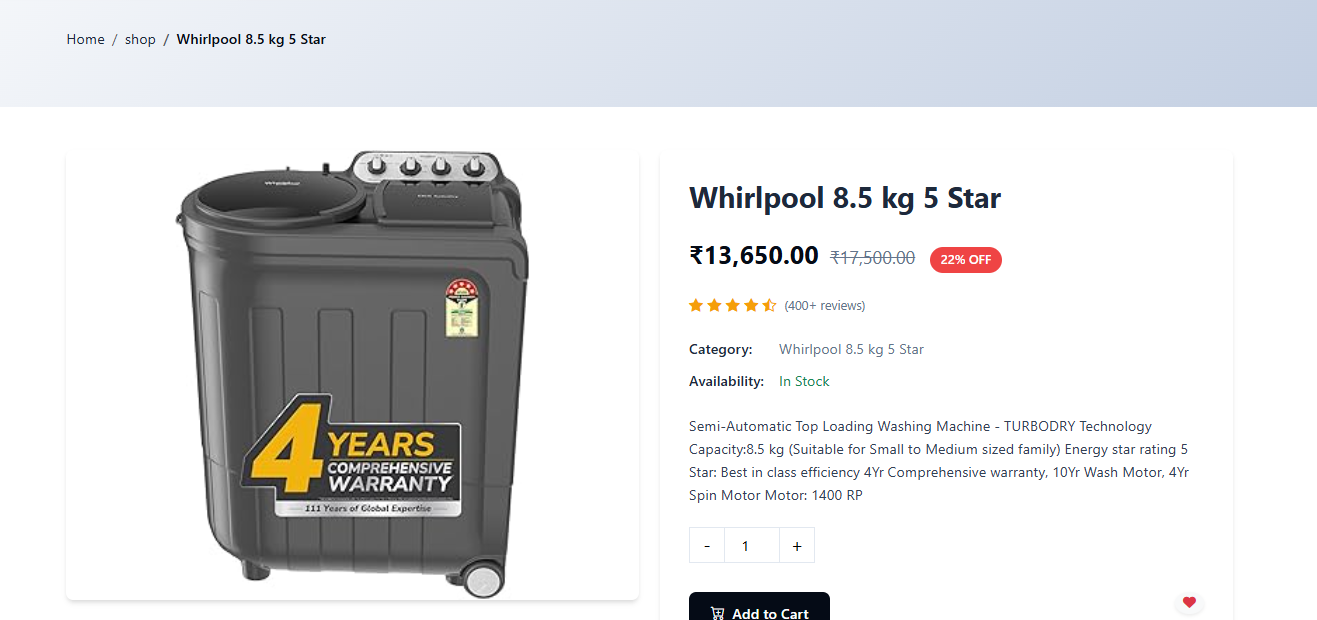 Home / shop / Whirlpool 8.5 kg 5 Star
Whirlpool 8.5 kg 5 Star
₹13,650.00 ₹17,500.00 22% OFF
(400+ reviews)
Category: Whirlpool 8.5 kg 5 Star
Availability: In Stock
Semi-Automatic Top Loading Washing Machine - TURBODRY Technology
Capacity:8.5 kg (Suitable for Small to Medium sized family) Energy star rating 5
Star: Best in class efficiency 4Yr Comprehensive warranty, 10Yr Wash Motor, 4Yr
Spin Motor Motor: 1400 RP
- 1 +
Add to Cart
Whirlpool
4 YEARS
COMPREHENSIVE
WARRANTY
111 Years of Global Expertise